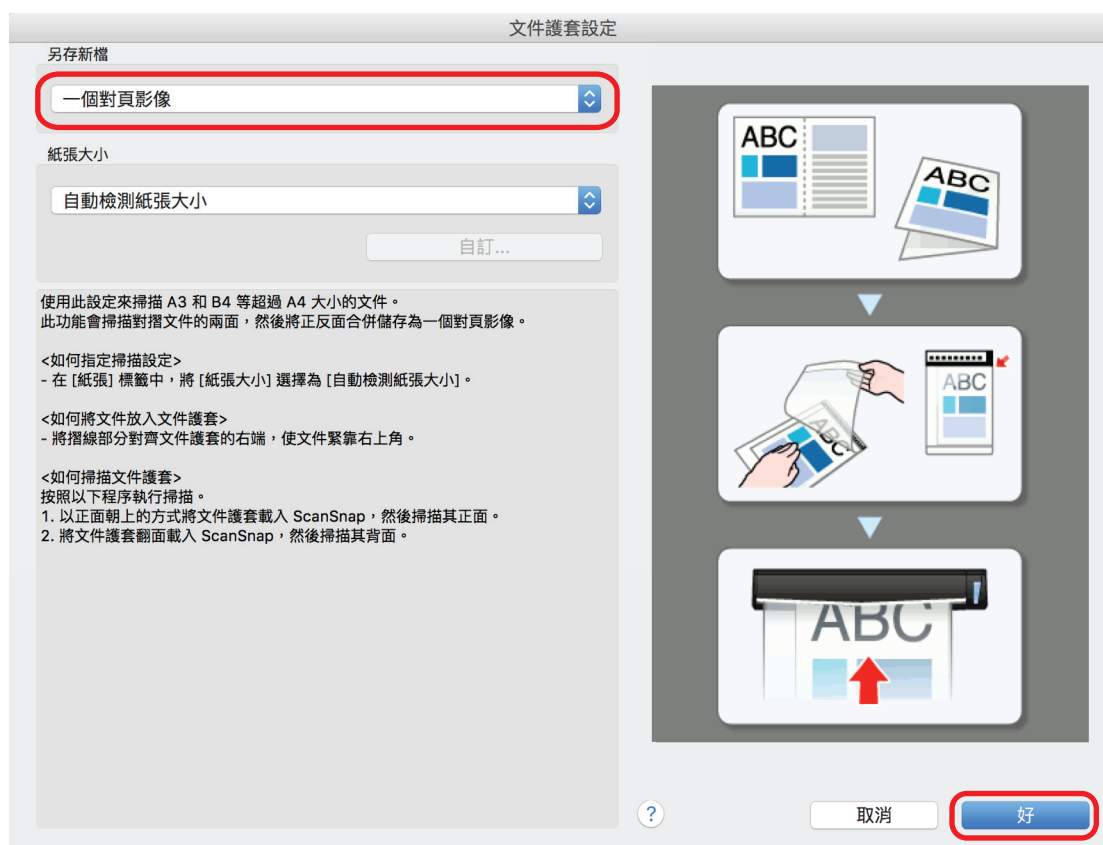 文件護套設定
另存新檔
一個對頁影像
紙張大小
自動檢測紙張大小
自訂...
使用此設定來掃描 A3 和 B4 等超過 A4 大小的文件。
此功能會掃描對摺文件的兩面，然後將正反面合併儲存為一個對頁影像。
<如何指定掃描設定>
- 在 [紙張] 標籤中，將 [紙張大小] 選擇為 [自動檢測紙張大小]。
<如何將文件放入文件護套>
- 將摺線部分對齊文件護套的右端，使文件緊靠右上角。
<如何掃描文件護套>
按照以下程序執行掃描。
1. 以正面朝上的方式將文件護套載入 ScanSnap，然後掃描其正面。
2. 將文件護套翻面載入 ScanSnap，然後掃描其背面。
ABC
ABC
ABC
ABC
ABC
?
取消
好